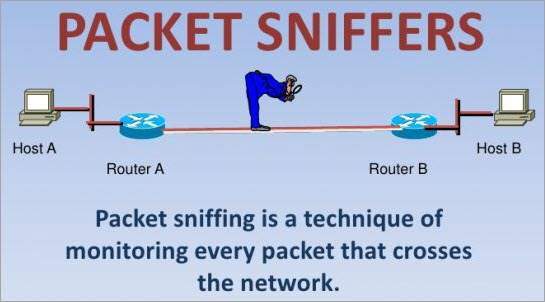 PACKET SNIFFERS
Host A
Router A
Router B
Host B
Packet sniffing is a technique of
monitoring every packet that crosses
the network.